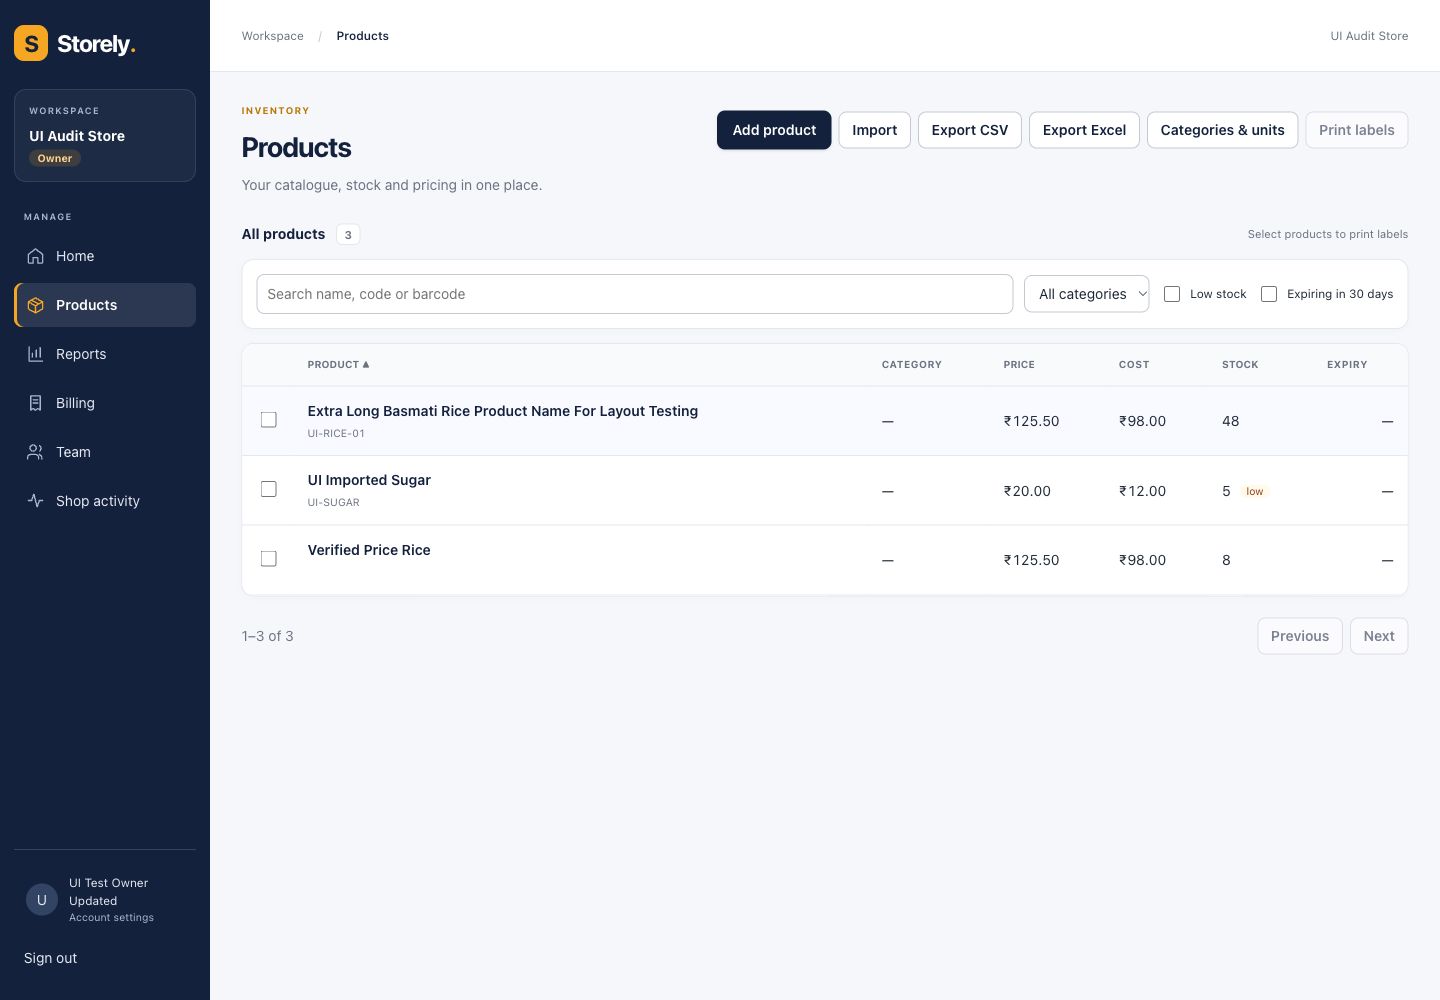 S Storely.
WORKSPACE
UI Audit Store
Owner
MANAGE
Home
Products
Reports
Billing
Team
Shop activity
U
UI Test Owner
Updated
Account settings
Sign out
Workspace / Products
UI Audit Store
INVENTORY
Products
Your catalogue, stock and pricing in one place.
Add product
Import
Export CSV
Export Excel
Categories & units
Print labels
All products 3
Select products to print labels
Search name, code or barcode
All categories
Low stock
Expiring in 30 days
PRODUCT ▲ CATEGORY PRICE COST STOCK EXPIRY
Extra Long Basmati Rice Product Name For Layout Testing
UI-RICE-01
— ₹125.50 ₹98.00 48 —
UI Imported Sugar
UI-SUGAR
— ₹20.00 ₹12.00 5 low —
Verified Price Rice
— ₹125.50 ₹98.00 8 —
1–3 of 3
Previous
Next